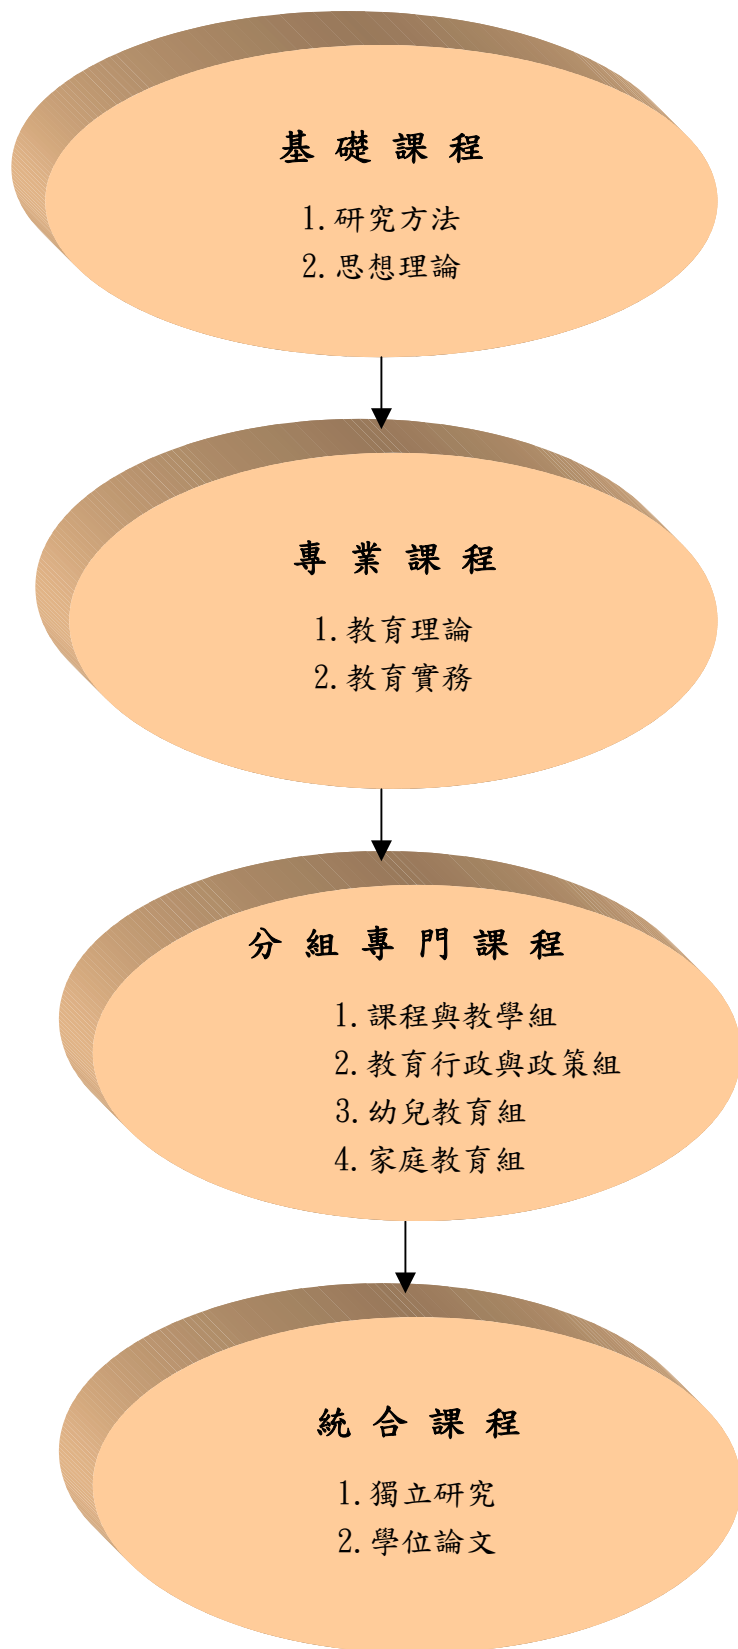 基礎課程
1.研究方法
2.思想理論
專業課程
1.教育理論
2.教育實務
分組專門課程
1.課程與教學組
2.教育行政與政策組
3.幼兒教育組
4.家庭教育組
統合課程
1.獨立研究
2.學位論文